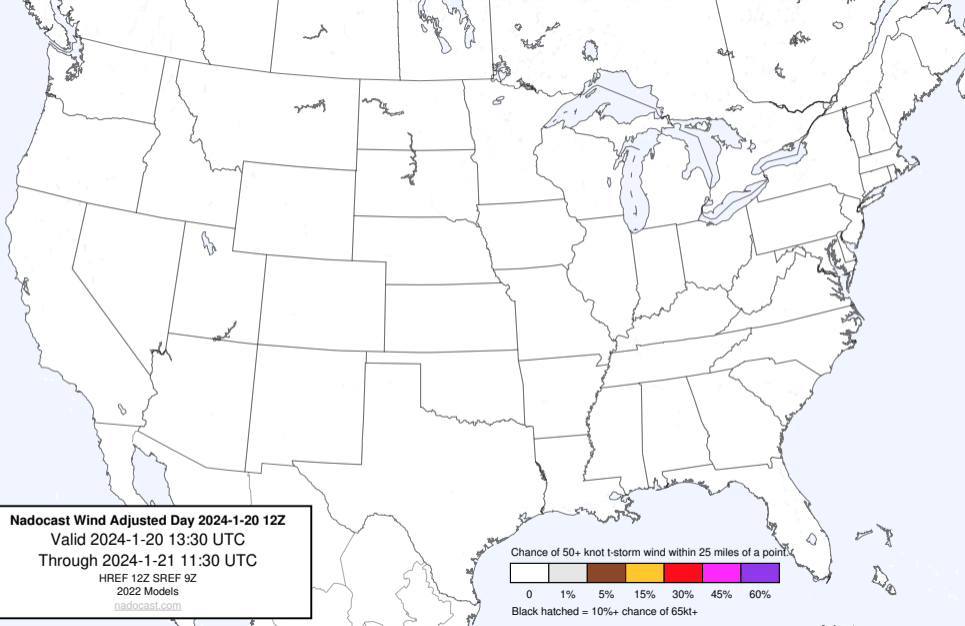 Nadocast Wind Adjusted Day 2024-1-20 12Z
Valid 2024-1-20 13:30 UTC
Through 2024-1-21 11:30 UTC
HREF 12Z SREF 9Z
2022 Models
nadocast.com
Chance of 50+ knot t-storm wind within 25 miles of a point.
0 1% 5% 15% 30% 45% 60%
Black hatched = 10%+ chance of 65kt+